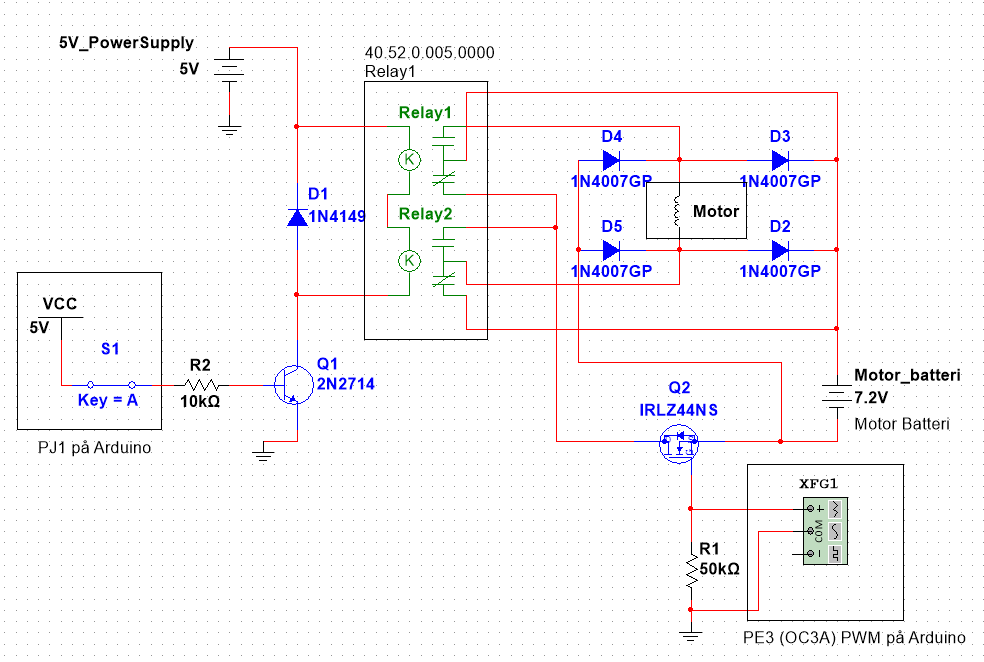 5V_PowerSupply
5V
40.52.0.005.0000
Relay1
Relay1
K
D4
1N4007GP
D3
1N4007GP
D1
1N4149
Relay2
K
Motor
D5
1N4007GP
D2
1N4007GP
VCC
5V
S1
Key = A
R2
10kΩ
Q1
2N2714
PJ1 på Arduino
Q2
IRLZ44NS
Motor_batteri
7.2V
Motor Batteri
XFG1
COM
R1
50kΩ
PE3 (OC3A) PWM på Arduino